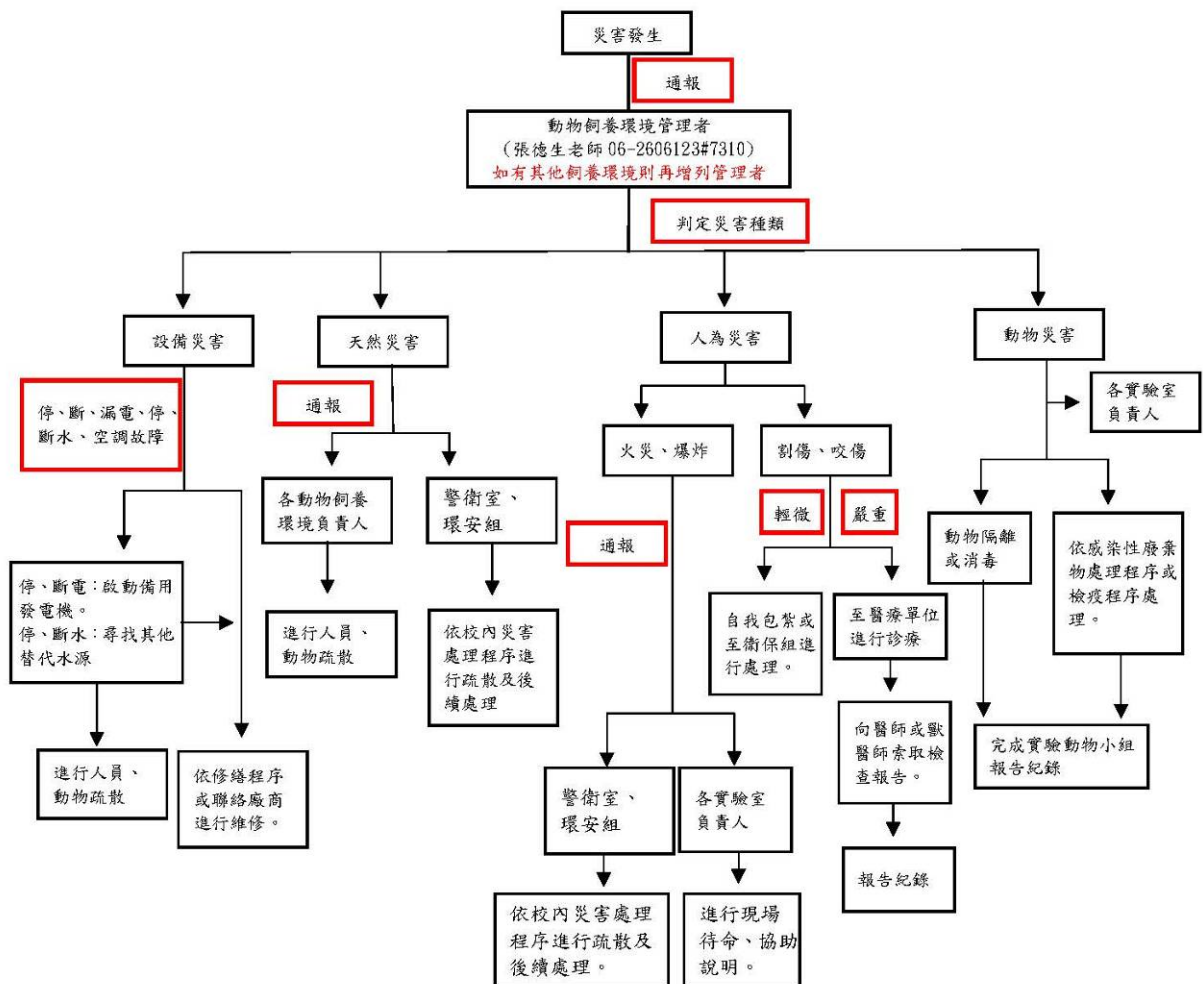 災害發生
通報
動物飼養環境管理者
(張德生老師 06-2606123#7310)
如有其他飼養環境則再增列管理者
判定災害種類
設備災害
天然災害
人為災害
動物災害
停、斷、漏電、停、
斷水、空調故障
通報
各實驗室
負責人
火災、爆炸
割傷、咬傷
各動物飼養
環境負責人
警衛室、
環安組
通報
輕微
嚴重
動物隔離
或消毒
依感染性廢棄
物處理程序或
檢疫程序處
理。
停、斷電:啟動備用
發電機。
停、斷水:尋找其他
替代水源
進行人員、
動物疏散
依校內災害
處理程序進
行疏散及後
續處理
自我包紮或
至衛保組進
行處理。
至醫療單位
進行診療
向醫師或獸
醫師索取檢
查報告。
完成實驗動物小組
報告紀錄
進行人員、
動物疏散
依修繕程序
或聯絡廠商
進行維修。
警衛室、
環安組
各實驗室
負責人
報告紀錄
依校內災害處理
程序進行疏散及
後續處理。
進行現場
待命、協助
說明。